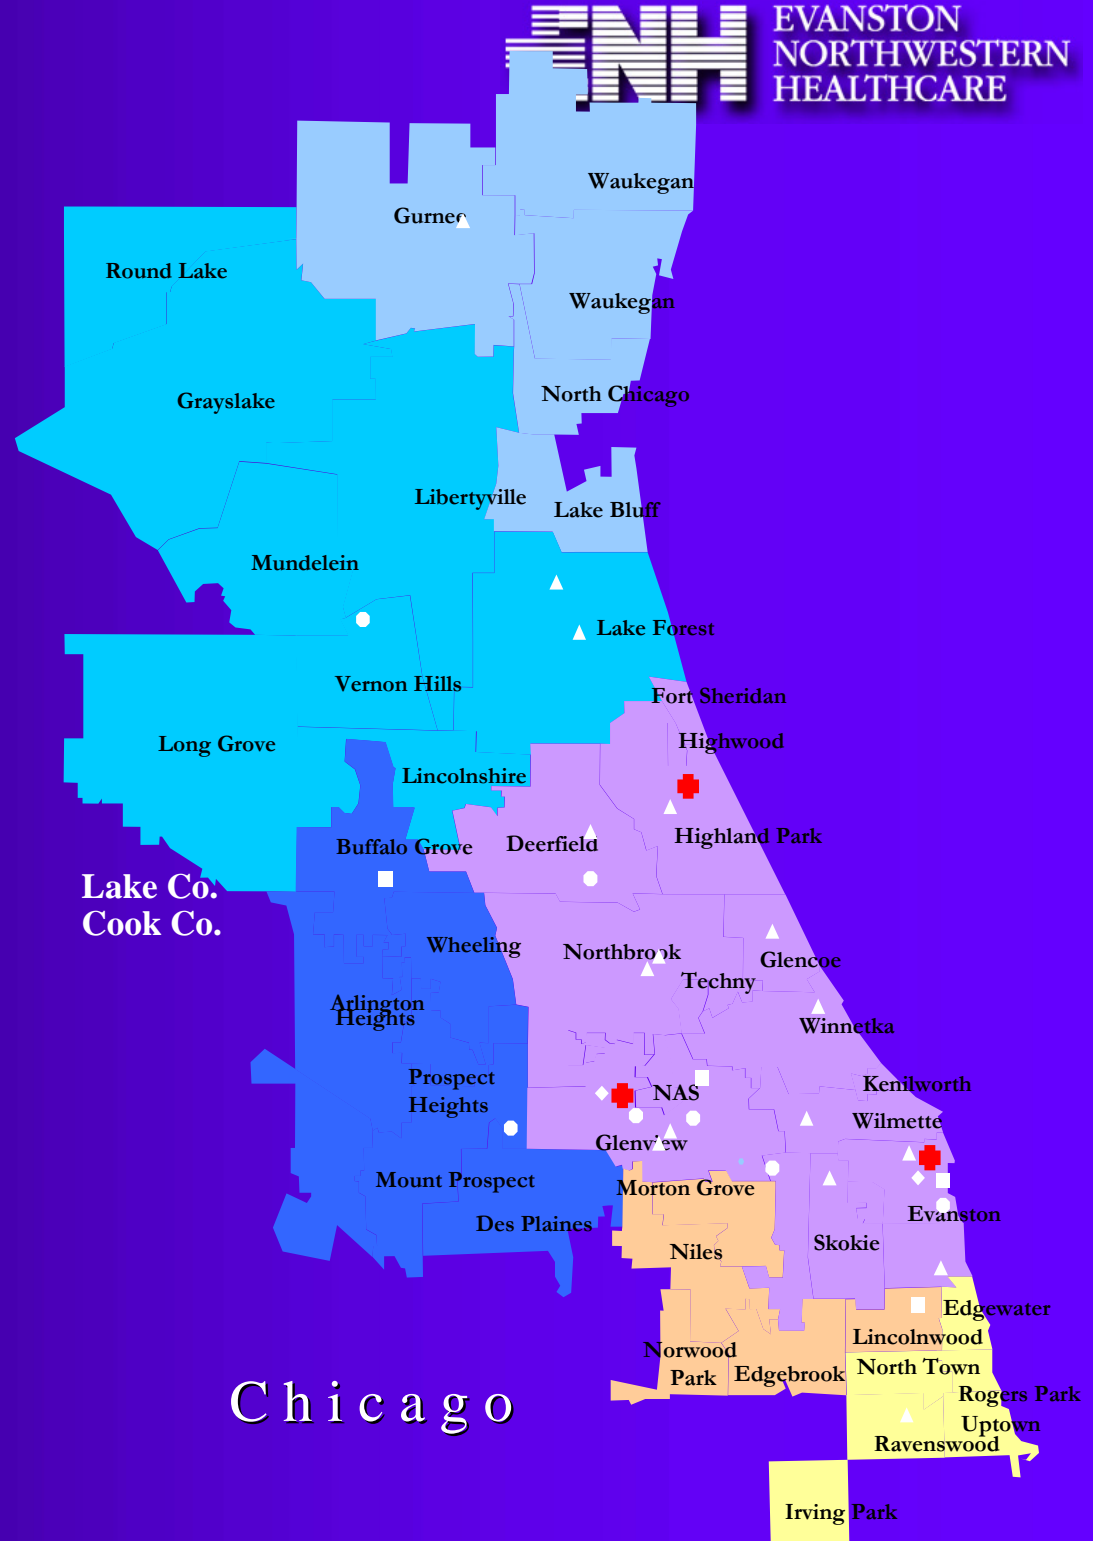 EVANSTON
NORTHWESTERN
HEALTHCARE
ENH
Waukegan
Gurnee
Round Lake
Waukegan
North Chicago
Grayslake
Libertyville
Lake Bluff
Mundelein
Lake Forest
Vernon Hills
Fort Sheridan
Highwood
Long Grove
Lincolnshire
Highland Park
Deerfield
Buffalo Grove
Lake Co.
Cook Co.
Wheeling
Northbrook
Glencoe
Techny
Arlington
Heights
Winnetka
Prospect
Heights
NAS
Kenilworth
Wilmette
Glenview
Mount Prospect
Morton Grove
Des Plaines
Evanston
Skokie
Niles
Edgewater
Lincolnwood
Norwood
Park
Edgebrook
North Town
Rogers Park
Chicago
Uptown
Ravenswood
Irving Park